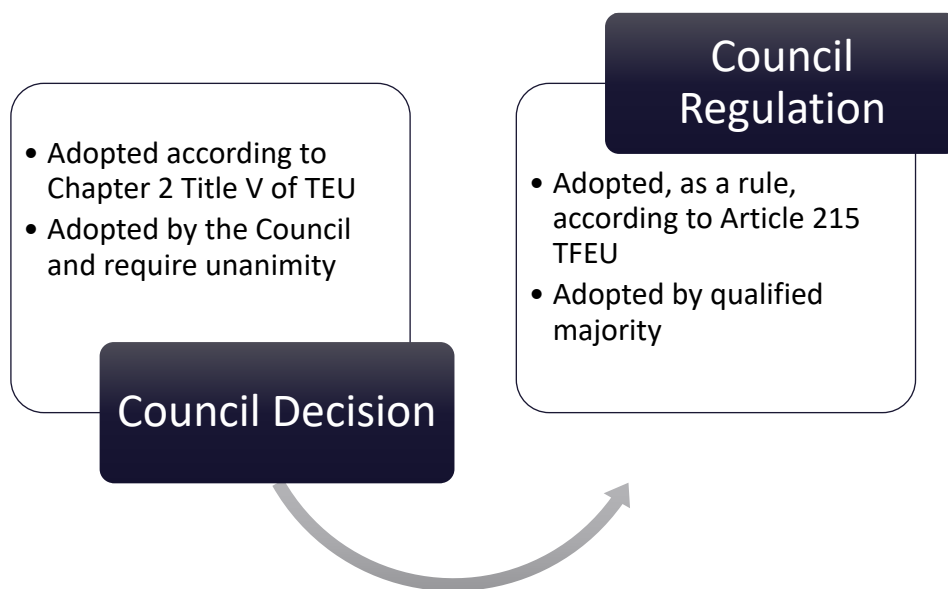 • Adopted according to
Chapter 2 Title V of TEU
• Adopted by the Council
and require unanimity
Council Decision
Council
Regulation
• Adopted, as a rule,
according to Article 215
TFEU
• Adopted by qualified
majority